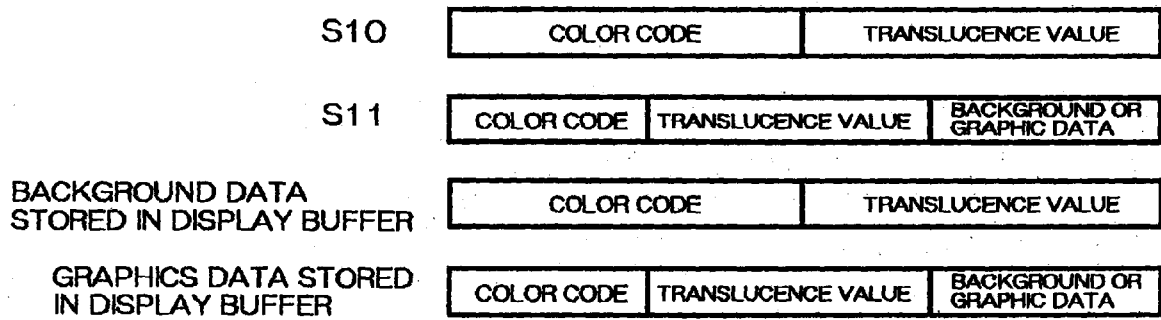 S10 COLOR CODE TRANSLUCENCE VALUE
S11 COLOR CODE TRANSLUCENCE VALUE BACKGROUND OR
GRAPHIC DATA
BACKGROUND DATA
STORED IN DISPLAY BUFFER COLOR CODE TRANSLUCENCE VALUE
GRAPHICS DATA STORED
IN DISPLAY BUFFER COLOR CODE TRANSLUCENCE VALUE BACKGROUND OR
GRAPHIC DATA